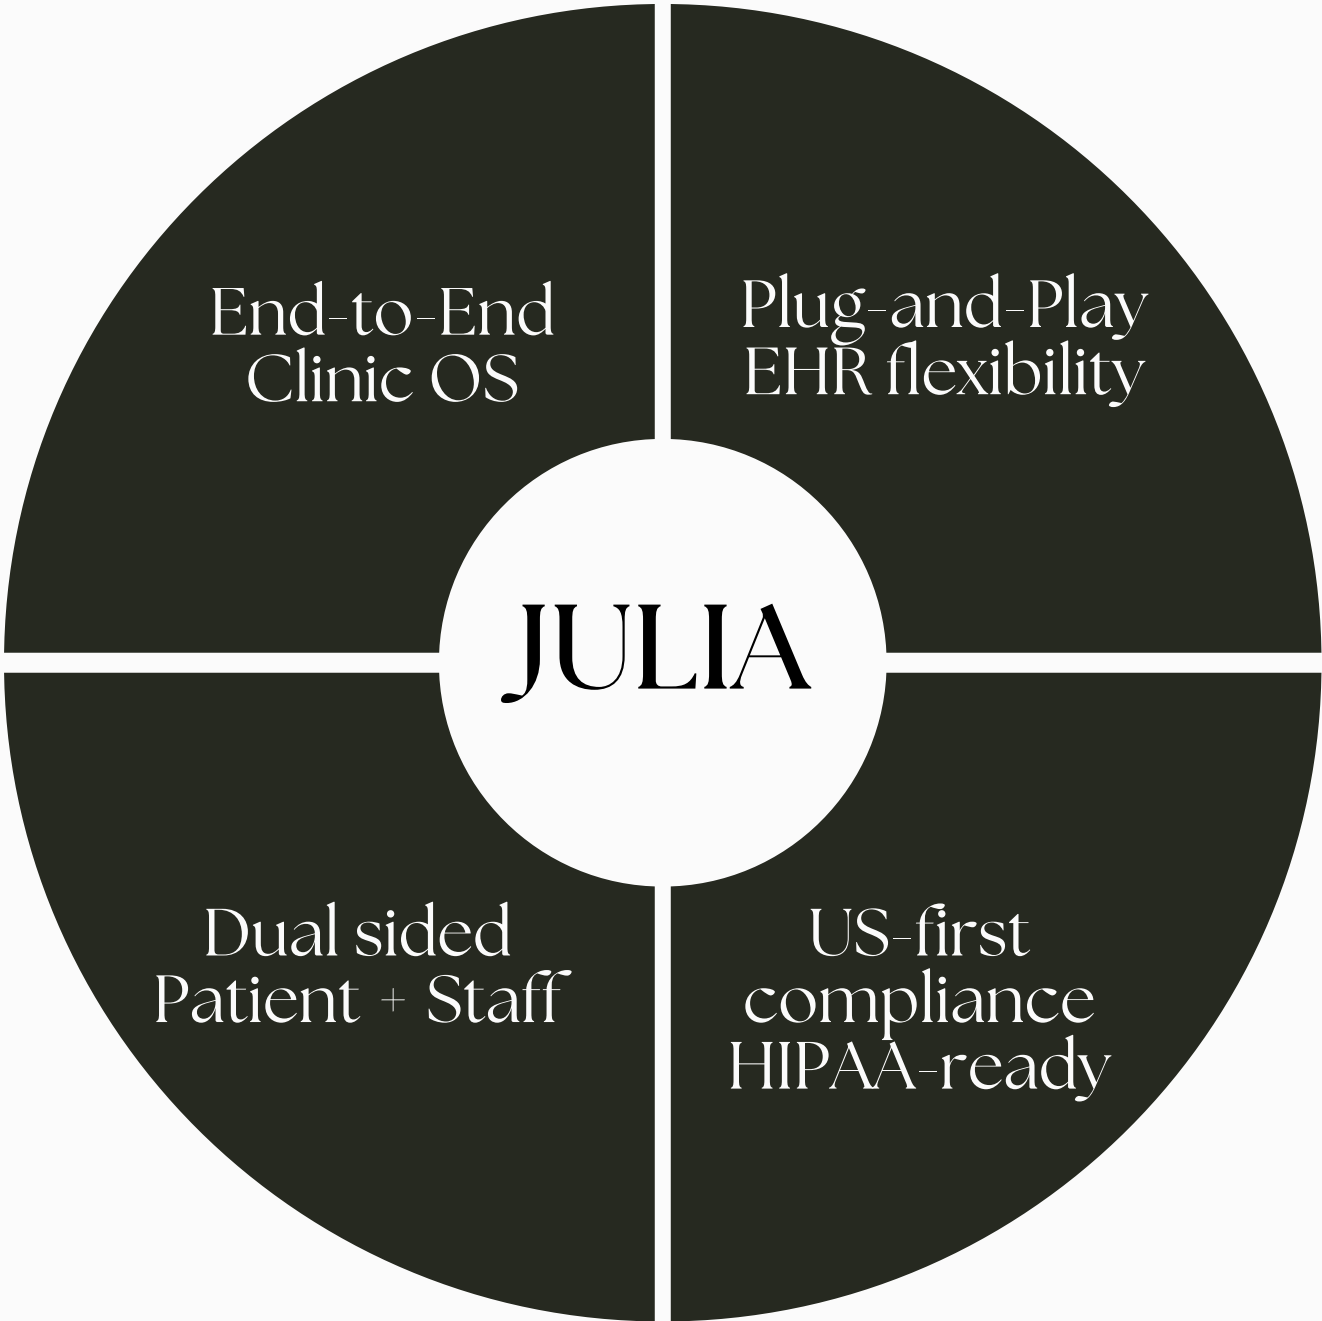 End-to-End
Clinic OS
Plug-and-Play
EHR flexibility
JULIA
Dual sided
Patient + Staff
US-first
compliance
HIPAA-ready